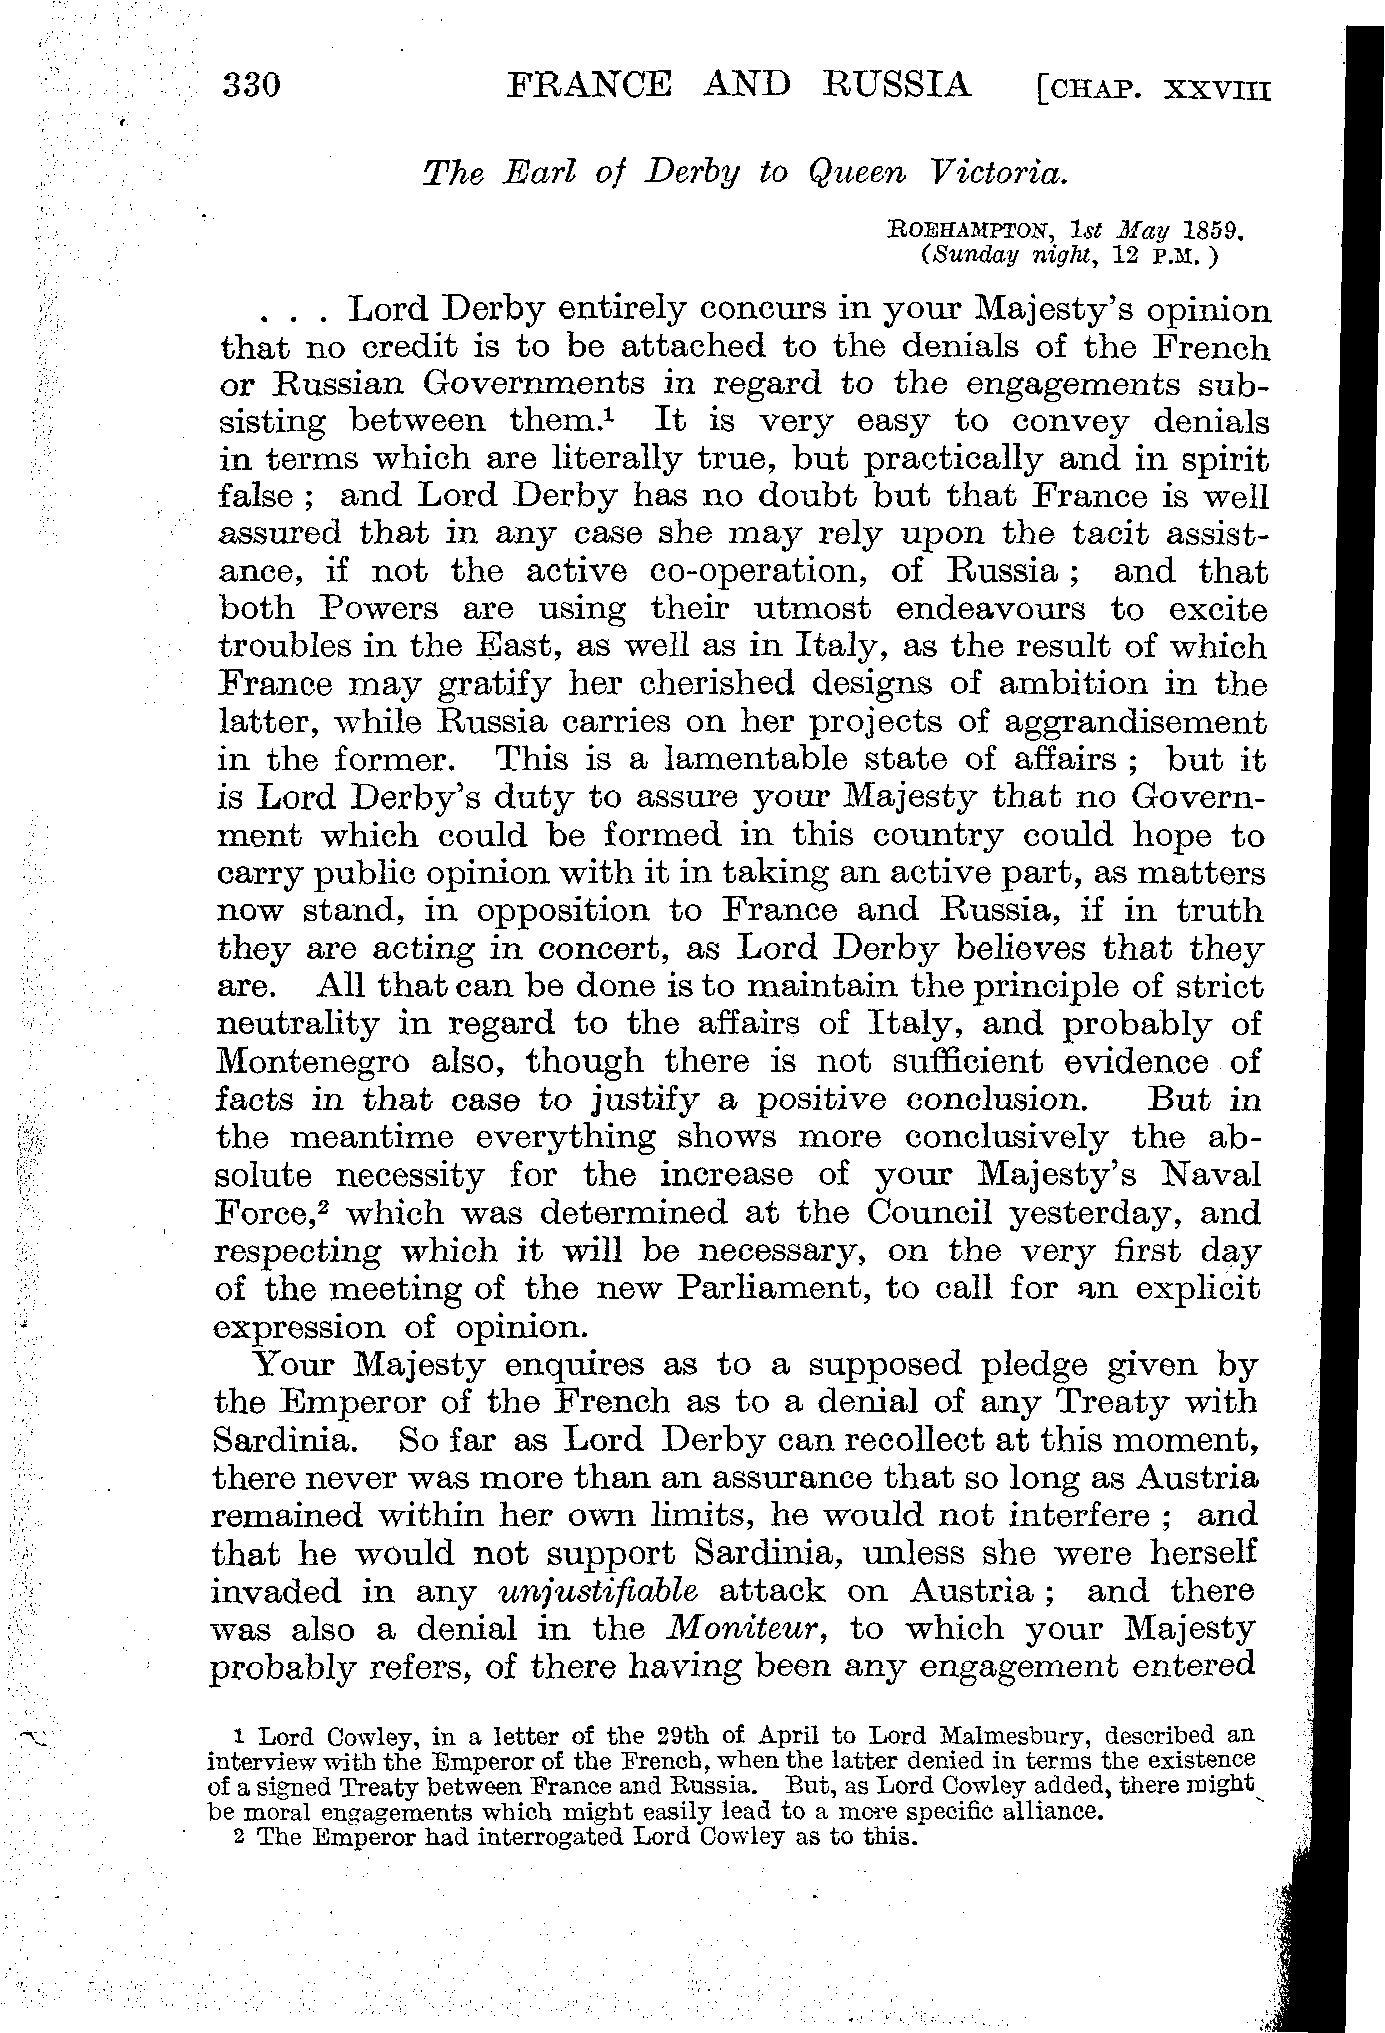 330 FRANCE AND RUSSIA [CHAP. XXVIII
The Earl of Derby to Queen Victoria.
ROEHAMPTON, 1st May 1859.
(Sunday night, 12 P.M.)
. . . Lord Derby entirely concurs in your Majesty's opinion
that no credit is to be attached to the denials of the French
or Russian Governments in regard to the engagements sub-
sisting between them.¹ It is very easy to convey denials
in terms which are literally true, but practically and in spirit
false ; and Lord Derby has no doubt but that France is well
assured that in any case she may rely upon the tacit assist-
ance, if not the active co-operation, of Russia ; and that
both Powers are using their utmost endeavours to excite
troubles in the East, as well as in Italy, as the result of which
France may gratify her cherished designs of ambition in the
latter, while Russia carries on her projects of aggrandisement
in the former. This is a lamentable state of affairs ; but it
is Lord Derby's duty to assure your Majesty that no Govern-
ment which could be formed in this country could hope to
carry public opinion with it in taking an active part, as matters
now stand, in opposition to France and Russia, if in truth
they are acting in concert, as Lord Derby believes that they
are. All that can be done is to maintain the principle of strict
neutrality in regard to the affairs of Italy, and probably of
Montenegro also, though there is not sufficient evidence of
facts in that case to justify a positive conclusion. But in
the meantime everything shows more conclusively the ab-
solute necessity for the increase of your Majesty's Naval
Force,² which was determined at the Council yesterday, and
respecting which it will be necessary, on the very first day
of the meeting of the new Parliament, to call for an explicit
expression of opinion.
Your Majesty enquires as to a supposed pledge given by
the Emperor of the French as to a denial of any Treaty with
Sardinia. So far as Lord Derby can recollect at this moment,
there never was more than an assurance that so long as Austria
remained within her own limits, he would not interfere ; and
that he would not support Sardinia, unless she were herself
invaded in any unjustifiable attack on Austria ; and there
was also a denial in the Moniteur, to which your Majesty
probably refers, of there having been any engagement entered
1 Lord Cowley, in a letter of the 29th of April to Lord Malmesbury, described an
interview with the Emperor of the French, when the latter denied in terms the existence
of a signed Treaty between France and Russia. But, as Lord Cowley added, there might
be moral engagements which might easily lead to a more specific alliance.
2 The Emperor had interrogated Lord Cowley as to this.